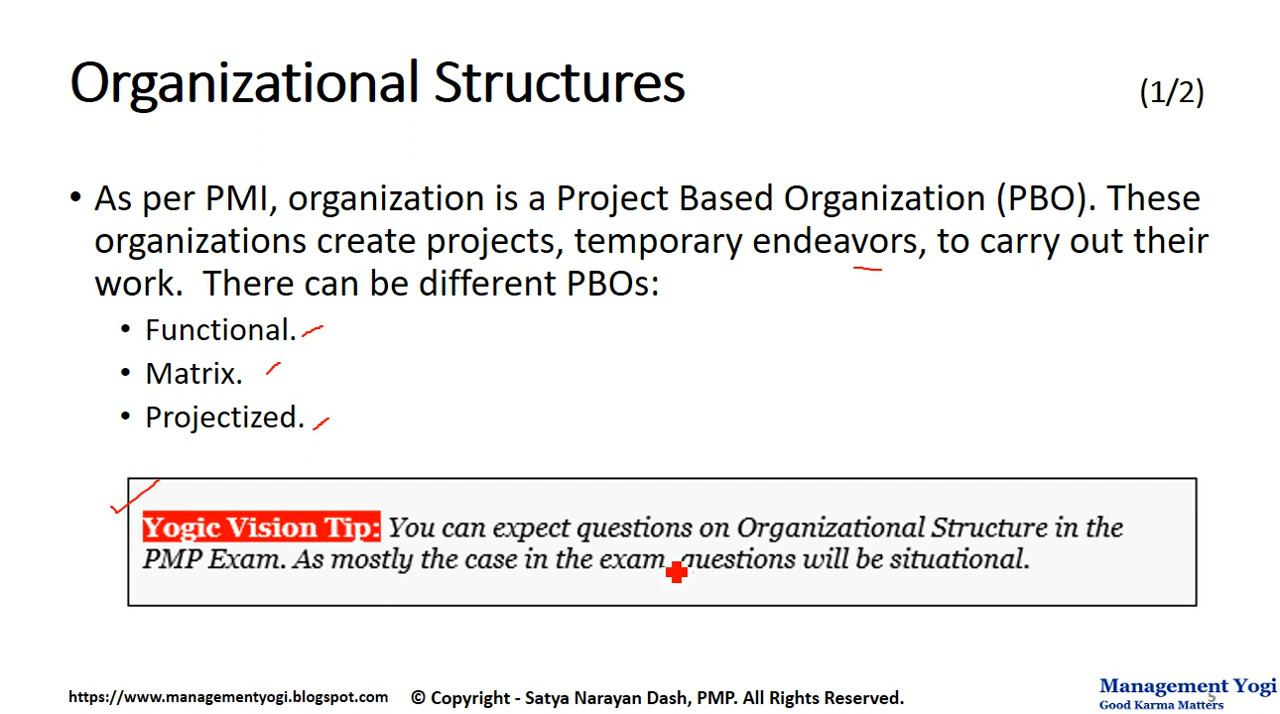 Organizational Structures (1/2)
• As per PMI, organization is a Project Based Organization (PBO). These
organizations create projects, temporary endeavors, to carry out their
work. There can be different PBOs:
• Functional.
• Matrix.
• Projectized.
Yogic Vision Tip: You can expect questions on Organizational Structure in the
PMP Exam. As mostly the case in the exam, questions will be situational.
https://www.managementyogi.blogspot.com © Copyright - Satya Narayan Dash, PMP. All Rights Reserved.
Management Yogi
5
Good Karma Matters